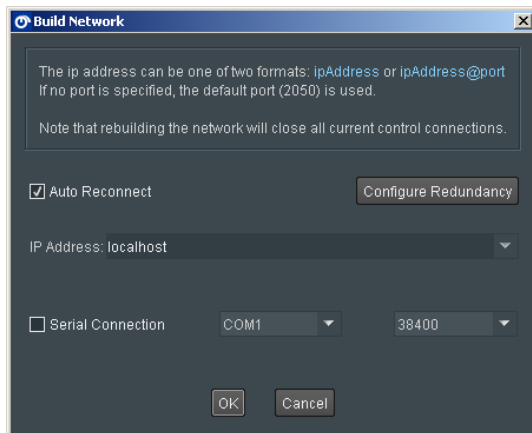 Build Network
The ip address can be one of two formats: ipAddress or ipAddress@port
If no port is specified, the default port (2050) is used.
Note that rebuilding the network will close all current control connections.
Auto Reconnect
Configure Redundancy
IP Address: localhost
Serial Connection
COM1
38400
OK
Cancel